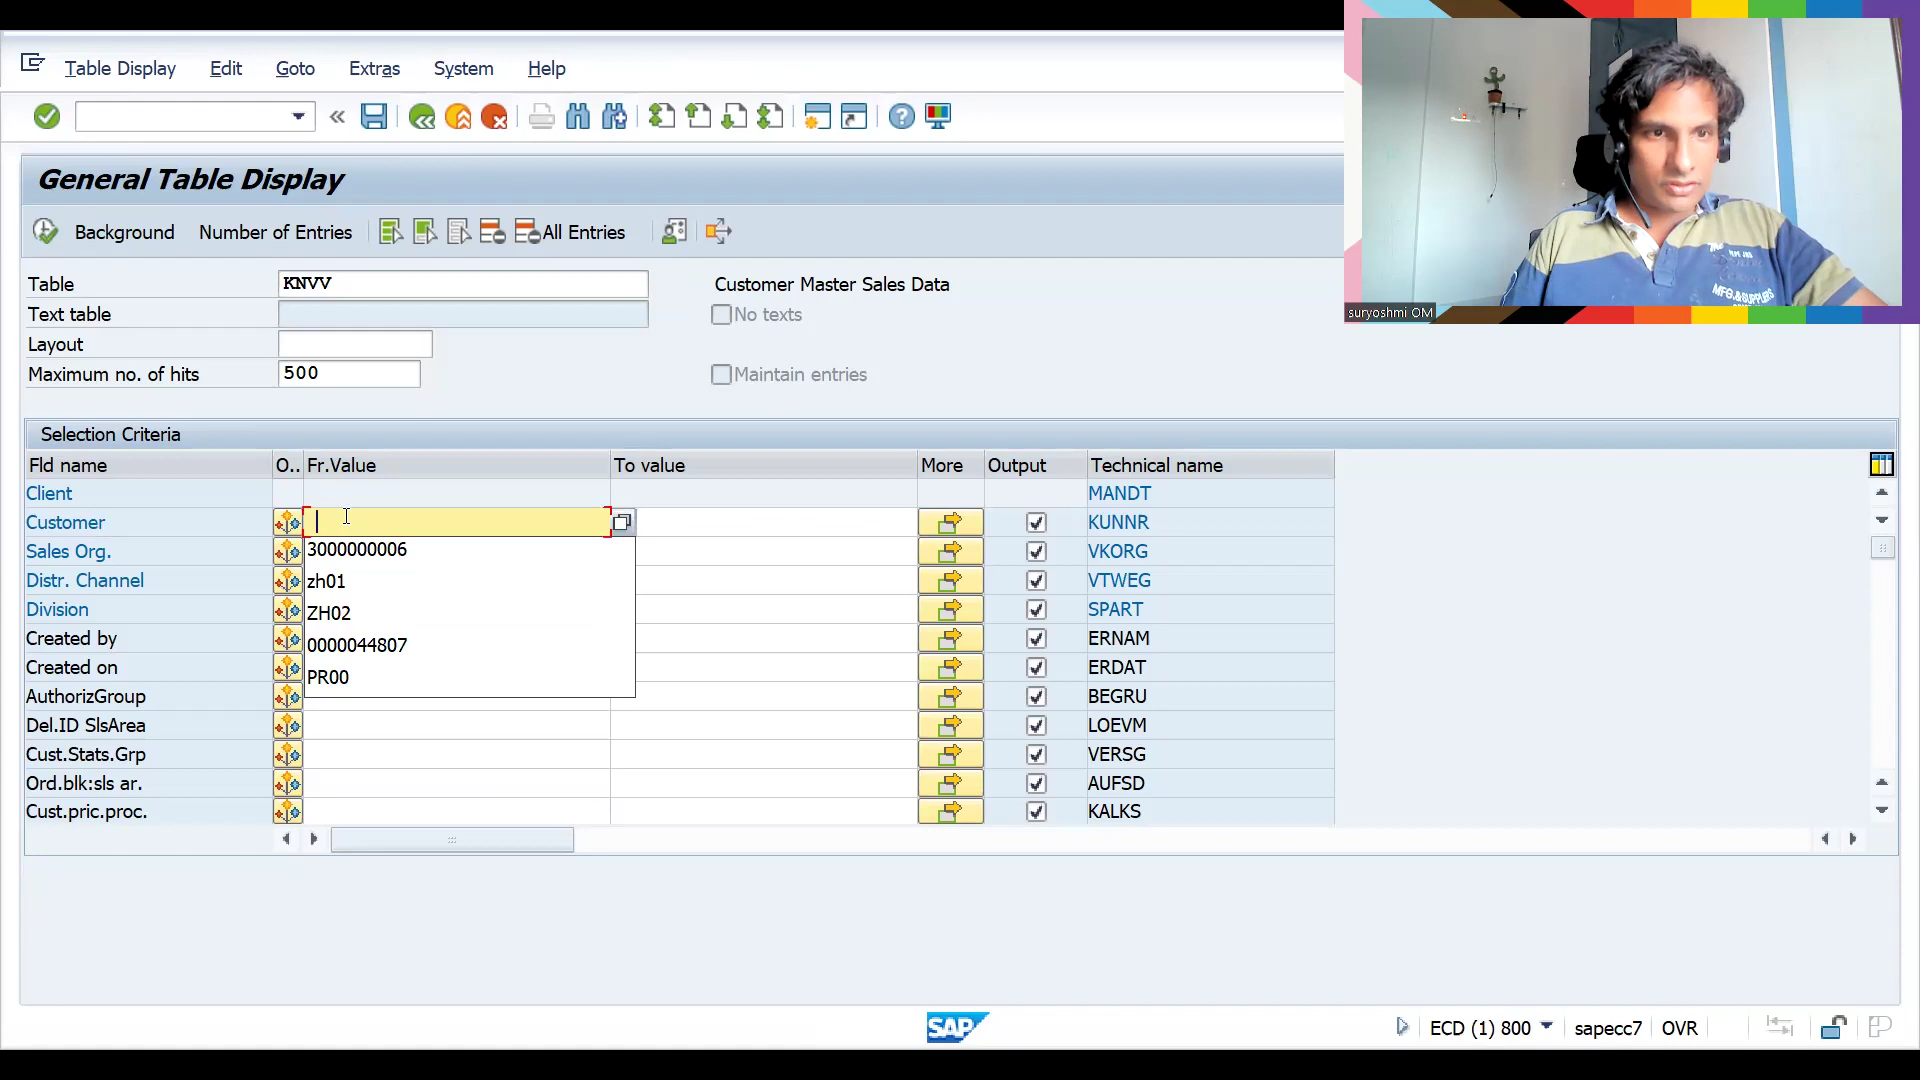 Table Display Edit Goto Extras System Help
General Table Display
Background Number of Entries All Entries
Table KNVV Customer Master Sales Data
Text table No texts
Layout
Maximum no. of hits 500 Maintain entries
Selection Criteria
Fld name O.. Fr.Value To value More Output Technical name
Client MANDT
Customer KUNNR
Sales Org. 3000000006 VKORG
Distr. Channel zh01 VTWEG
Division ZH02 SPART
Created by 0000044807 ERNAM
Created on PR00 ERDAT
AuthorizGroup BEGRU
Del.ID SlsArea LOEVM
Cust.Stats.Grp VERSG
Ord.blk:sls ar. AUFSD
Cust.pric.proc. KALKS
SAP ECD (1) 800 sapecc7 OVR
MFG.&SUPPLIERS
suryoshmi OM